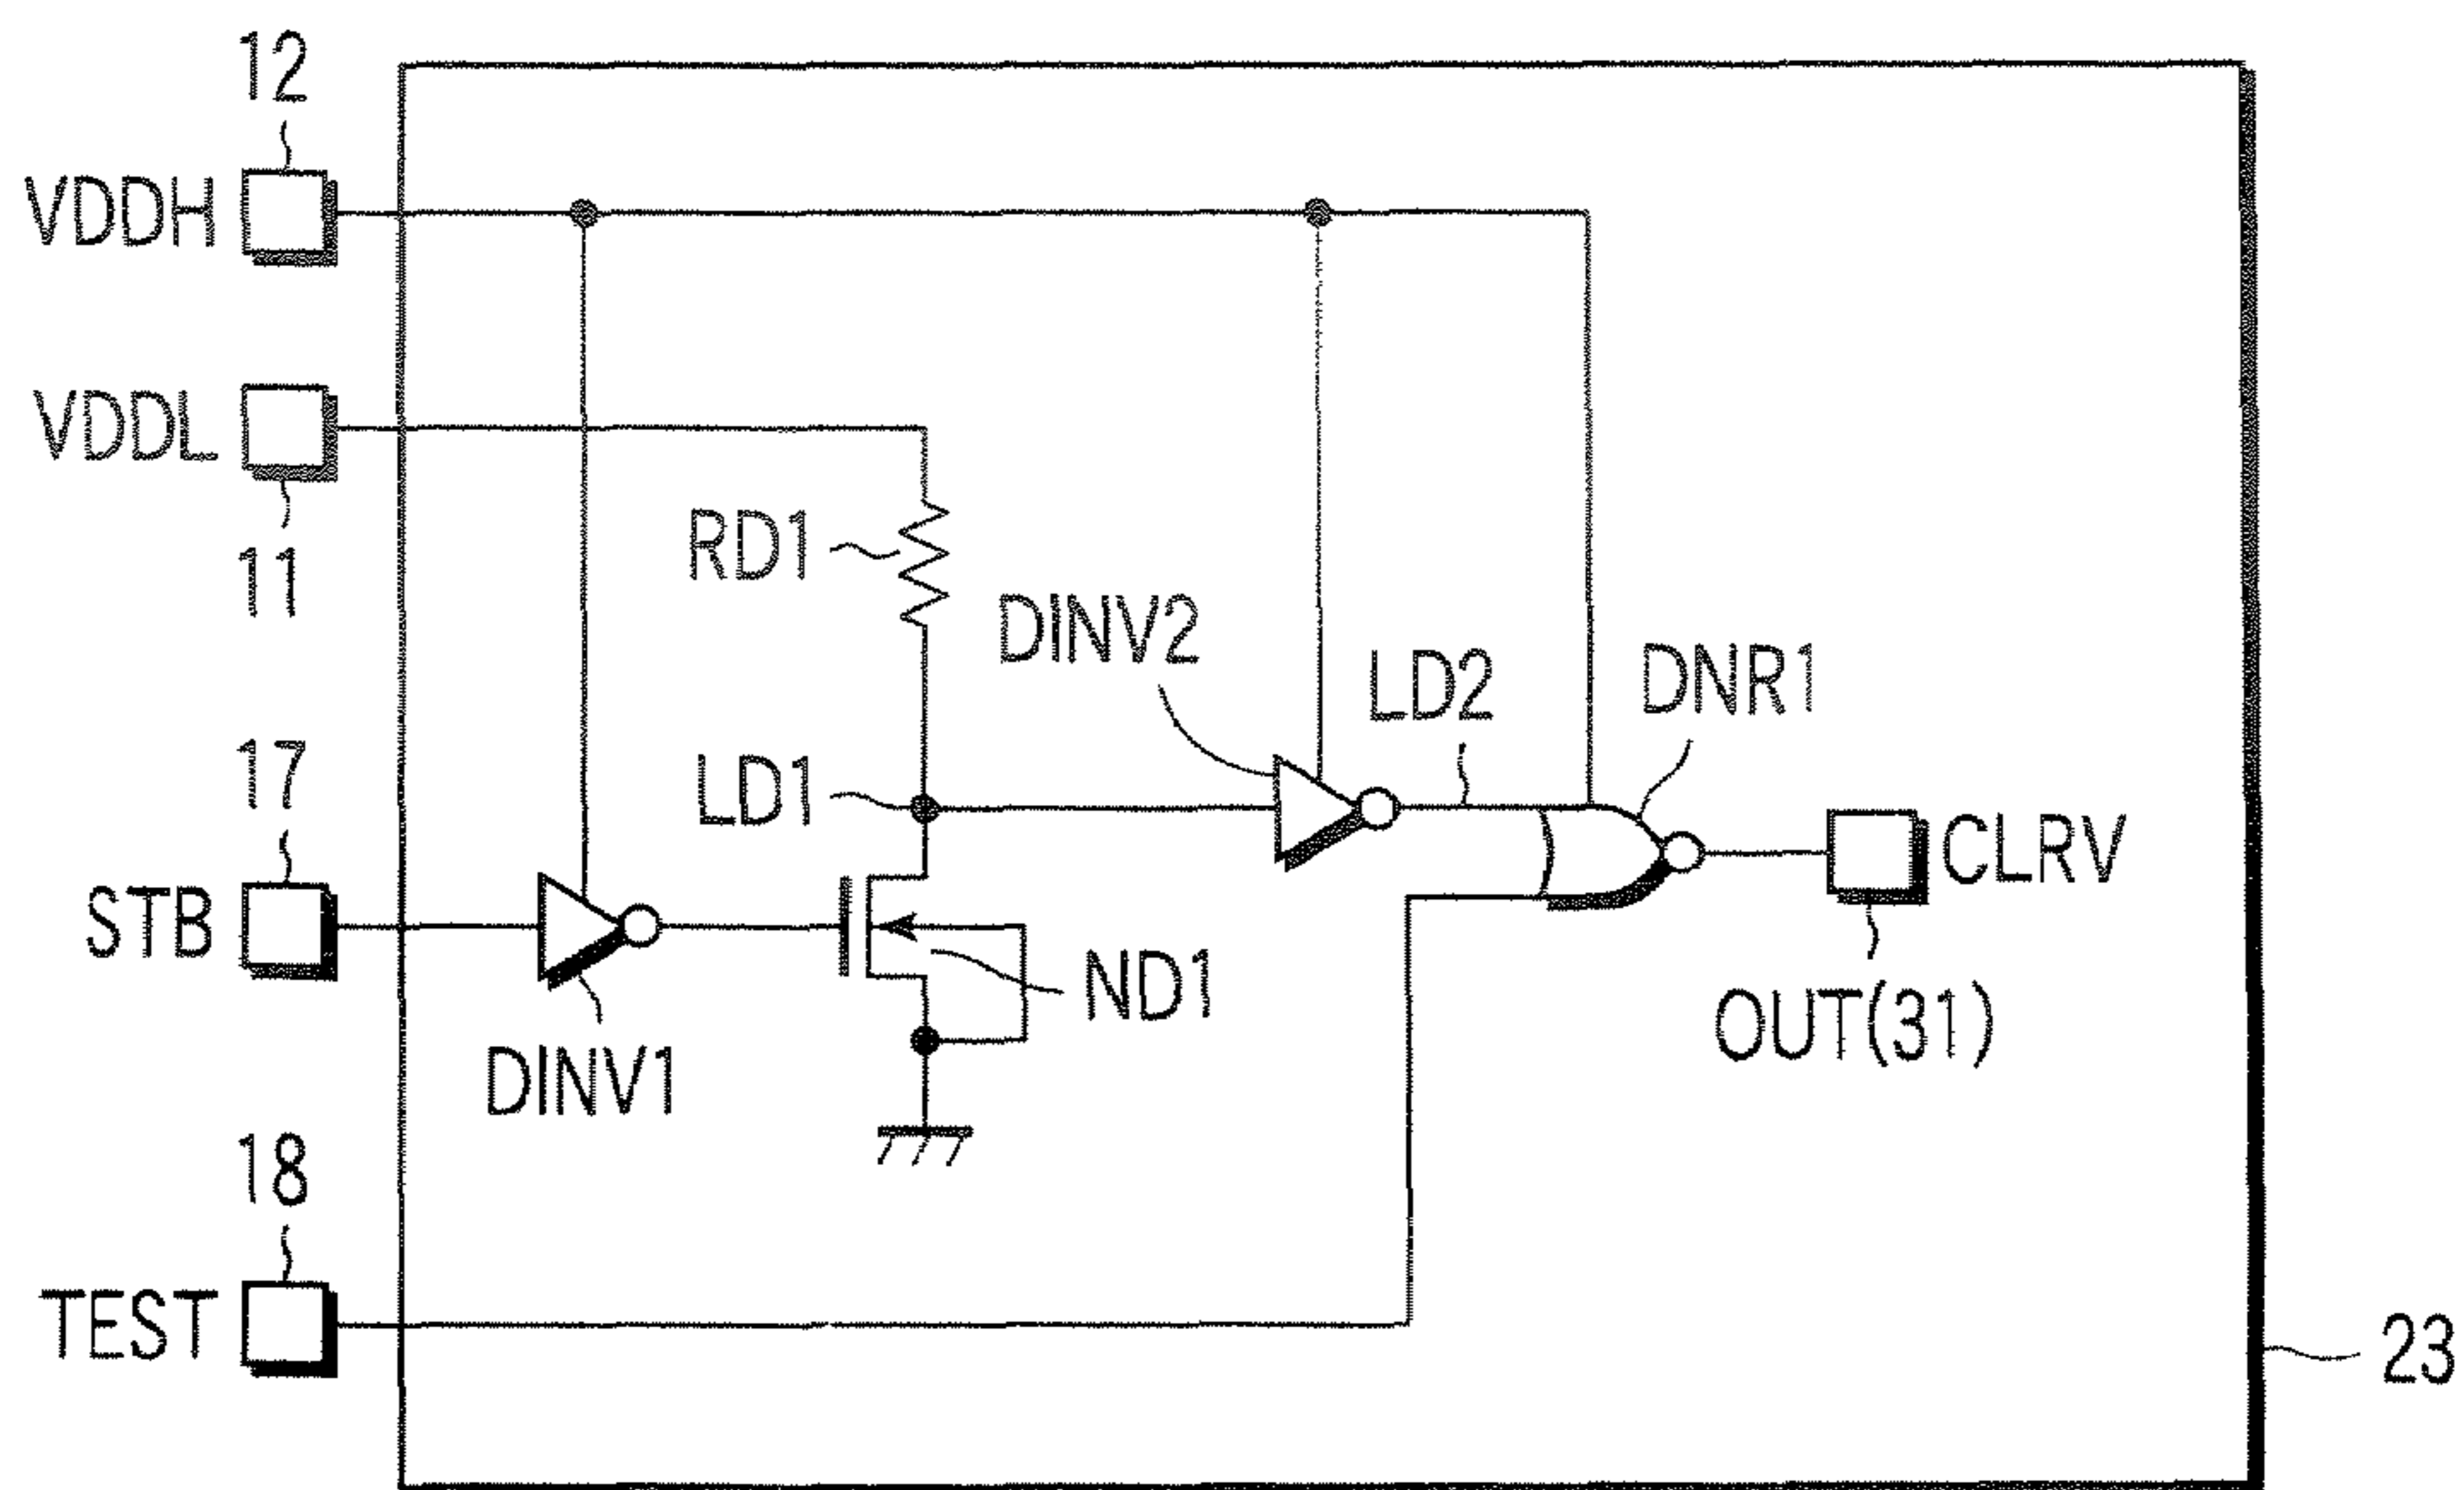 12
VDDH
VDDL
11
RD1
DINV2
LD2
DNR1
17
LD1
CLRV
STB
ND1
OUT(31)
DINV1
18
TEST
23